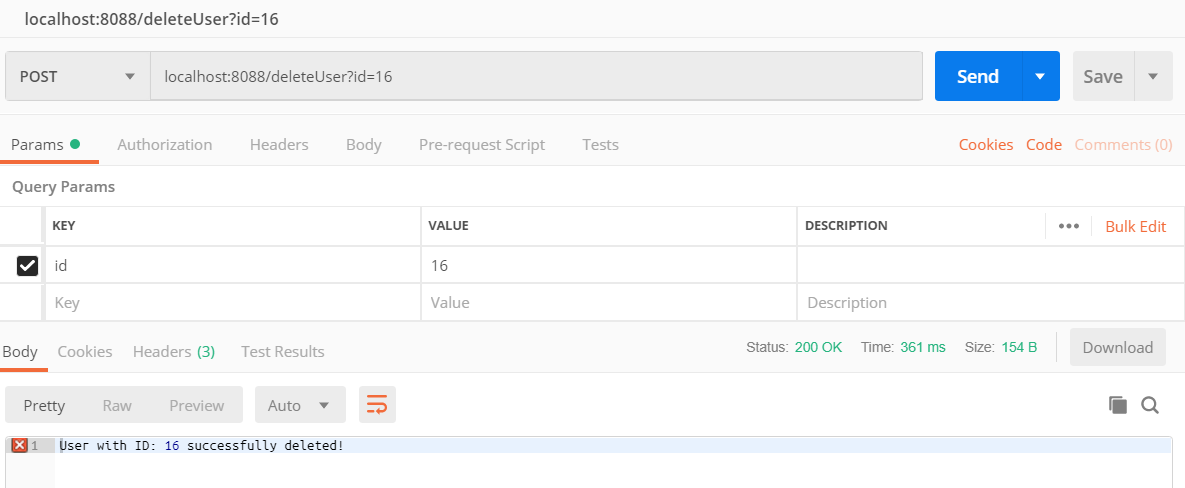 localhost:8088/deleteUser?id=16
POST localhost:8088/deleteUser?id=16 Send Save
Params Authorization Headers Body Pre-request Script Tests Cookies Code Comments (0)
Query Params
KEY VALUE DESCRIPTION ••• Bulk Edit
id 16
Key Value Description
Body Cookies Headers (3) Test Results Status: 200 OK Time: 361 ms Size: 154 B Download
Pretty Raw Preview Auto
1 User with ID: 16 successfully deleted!